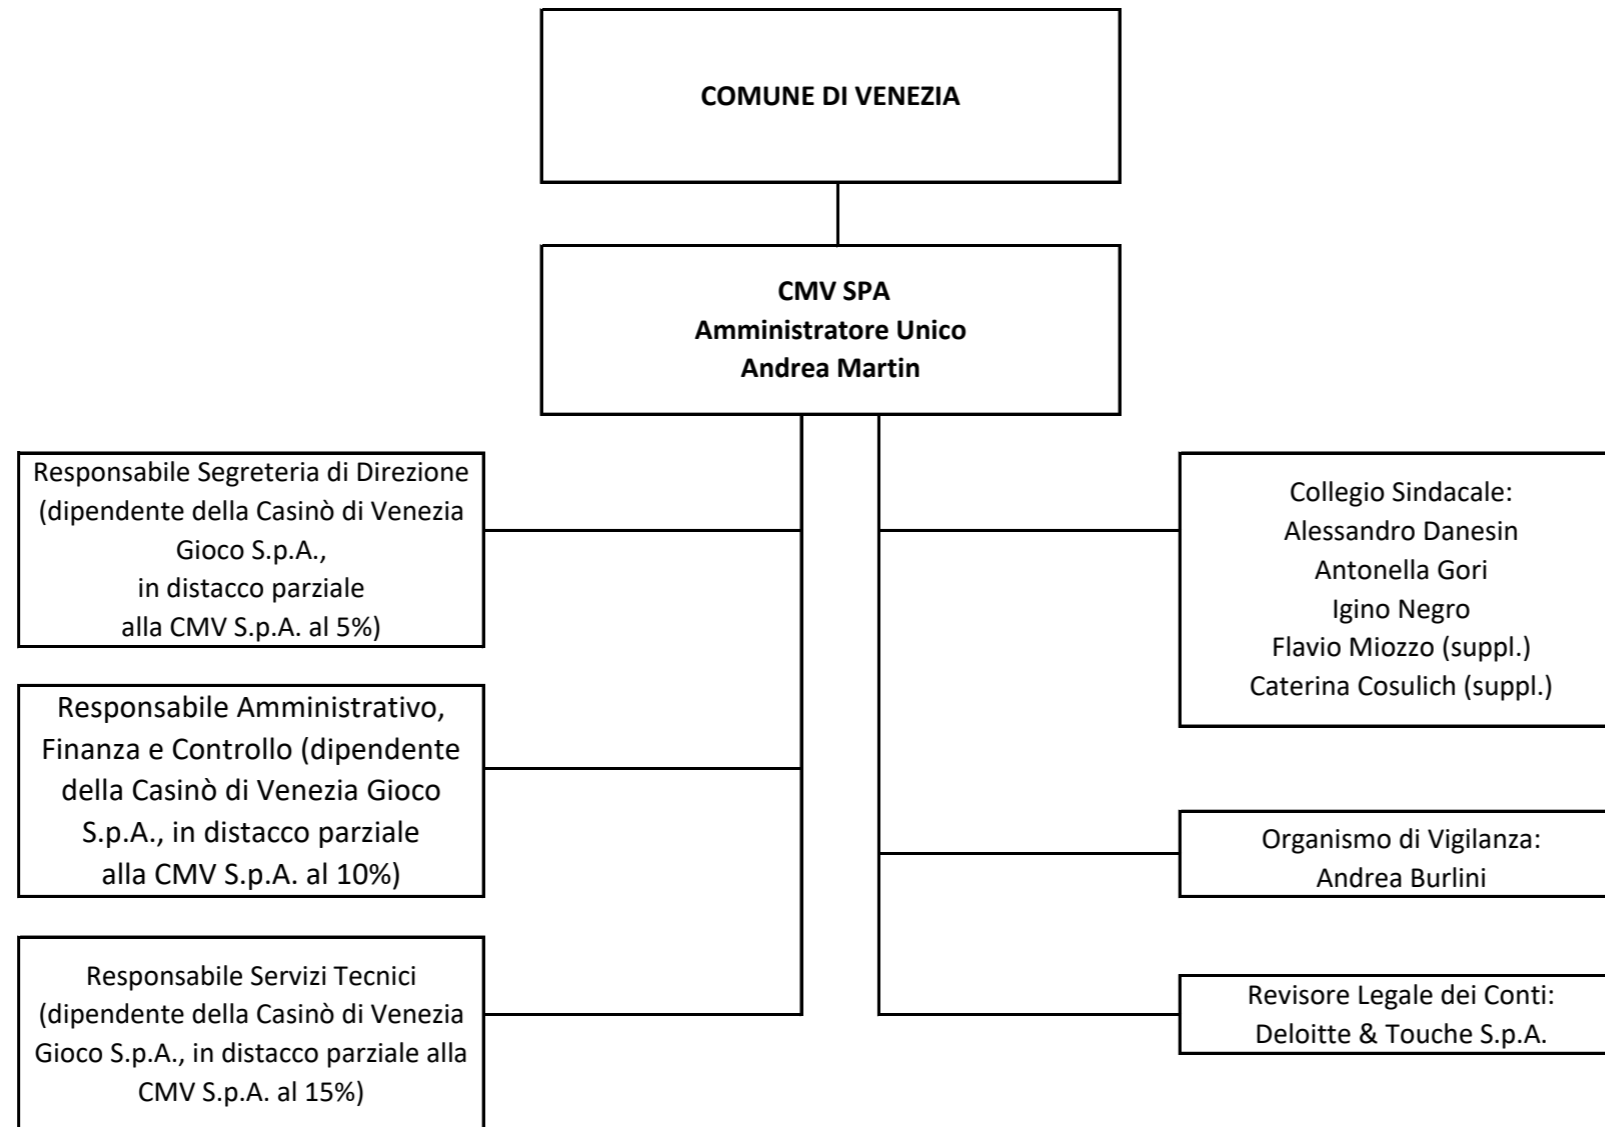 COMUNE DI VENEZIA
CMV SPA
Amministratore Unico
Andrea Martin
Responsabile Segreteria di Direzione
(dipendente della Casinò di Venezia
Gioco S.p.A.,
in distacco parziale
alla CMV S.p.A. al 5%)
Responsabile Amministrativo,
Finanza e Controllo (dipendente
della Casinò di Venezia Gioco
S.p.A., in distacco parziale
alla CMV S.p.A. al 10%)
Responsabile Servizi Tecnici
(dipendente della Casinò di Venezia
Gioco S.p.A., in distacco parziale alla
CMV S.p.A. al 15%)
Collegio Sindacale:
Alessandro Danesin
Antonella Gori
Igino Negro
Flavio Miozzo (suppl.)
Caterina Cosulich (suppl.)
Organismo di Vigilanza:
Andrea Burlini
Revisore Legale dei Conti:
Deloitte & Touche S.p.A.